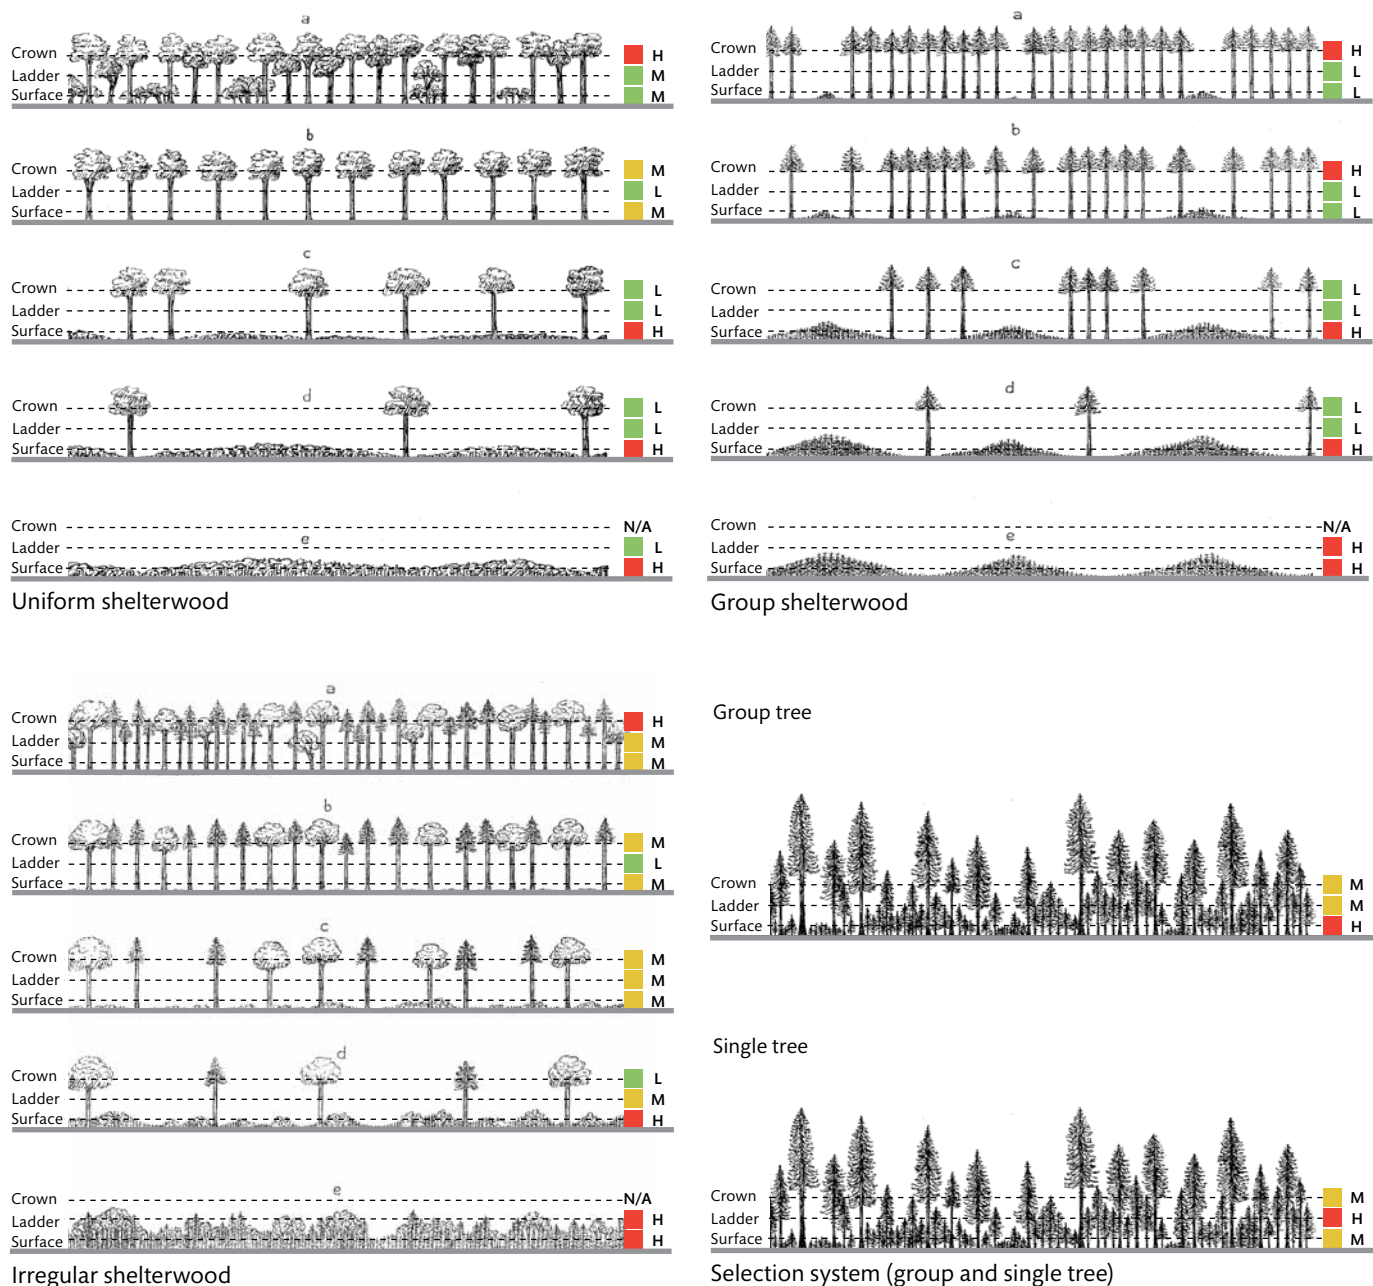 a
Crown H
Ladder M
Surface M
b
Crown M
Ladder L
Surface M
c
Crown L
Ladder L
Surface H
d
Crown L
Ladder L
Surface H
Crown N/A
e
Ladder L
Surface H
Uniform shelterwood
a
Crown H
Ladder L
Surface L
b
Crown H
Ladder L
Surface L
c
Crown L
Ladder L
Surface H
d
Crown L
Ladder L
Surface H
Crown N/A
e
Ladder H
Surface H
Group shelterwood
a
Crown H
Ladder M
Surface M
b
Crown M
Ladder L
Surface M
c
Crown M
Ladder M
Surface M
d
Crown L
Ladder M
Surface H
e
Crown N/A
Ladder H
Surface H
Irregular shelterwood
Group tree
Crown M
Ladder M
Surface H
Single tree
Crown M
Ladder H
Surface M
Selection system (group and single tree)